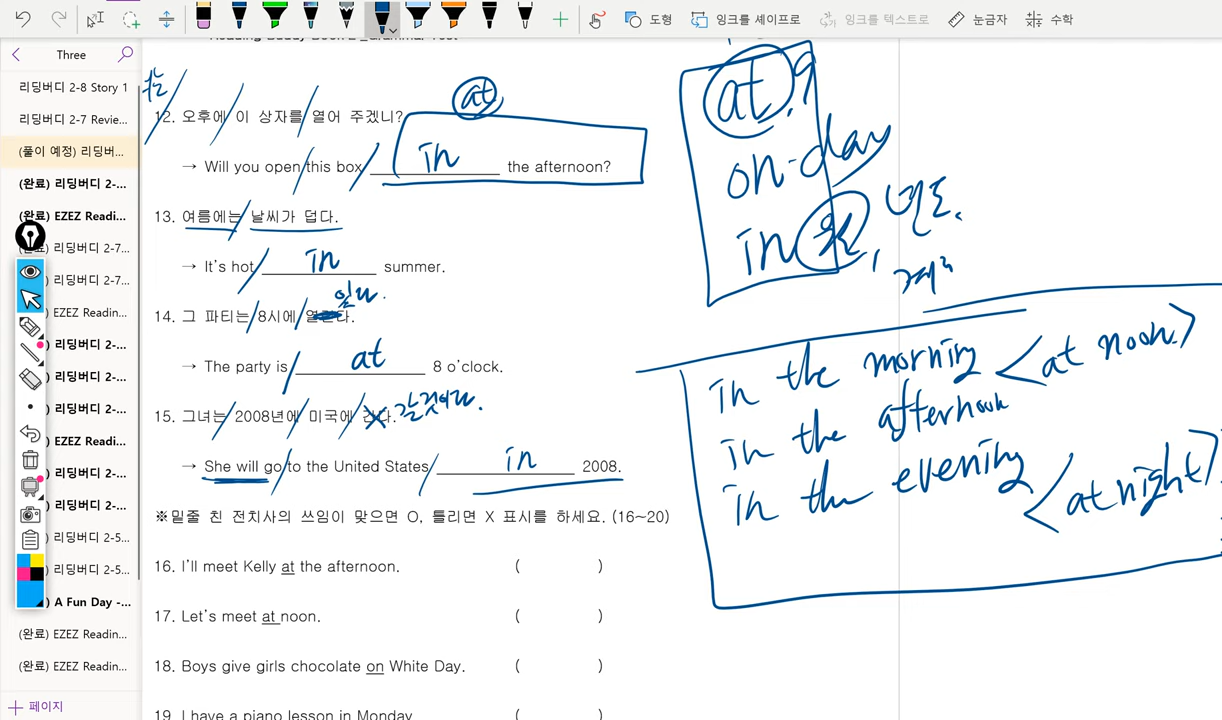 도형
잉크를 셰이프로
잉크를 텍스트로
눈금자
수학
Three
리딩버디 2-8 Story 1
리딩버디 2-7 Revie...
(풀이 예정) 리딩버...
(완료) 리딩버디 2-...
(완료) EZEZ Readi...
) 리딩버디 2-7...
) 리딩버디 2-7...
EZEZ Readin...
) 리딩버디 2-...
) 리딩버디 2-...
) 리딩버디 2-...
EZEZ Readi...
) 리딩버디 2-...
) 리딩버디 2-5...
) 리딩버디 2-5...
) 리딩버디 2-5...
) A Fun Day -...
(완료) EZEZ Readin...
(완료) EZEZ Readin...
페이지
12. 오후에 이 상자를 열어 주겠니?
at
→ Will you open this box in the afternoon?
13. 여름에는 날씨가 덥다.
→ It's hot in summer.
14. 그 파티는 8시에 다.
→ The party is at 8 o'clock.
15. 그녀는 2008년에 미국에 간다. 갈것이다.
→ She will go to the United States in 2008.
※밑줄 친 전치사의 쓰임이 맞으면 O, 틀리면 X 표시를 하세요. (16~20)
16. I'll meet Kelly at the afternoon. ( )
17. Let's meet at noon. ( )
18. Boys give girls chocolate on White Day. ( )
19. I have a piano lesson in Monday ( )
at
on-day
in 년도.
in the morning <at noon.>
in the afternoon
in the evening
<at night>